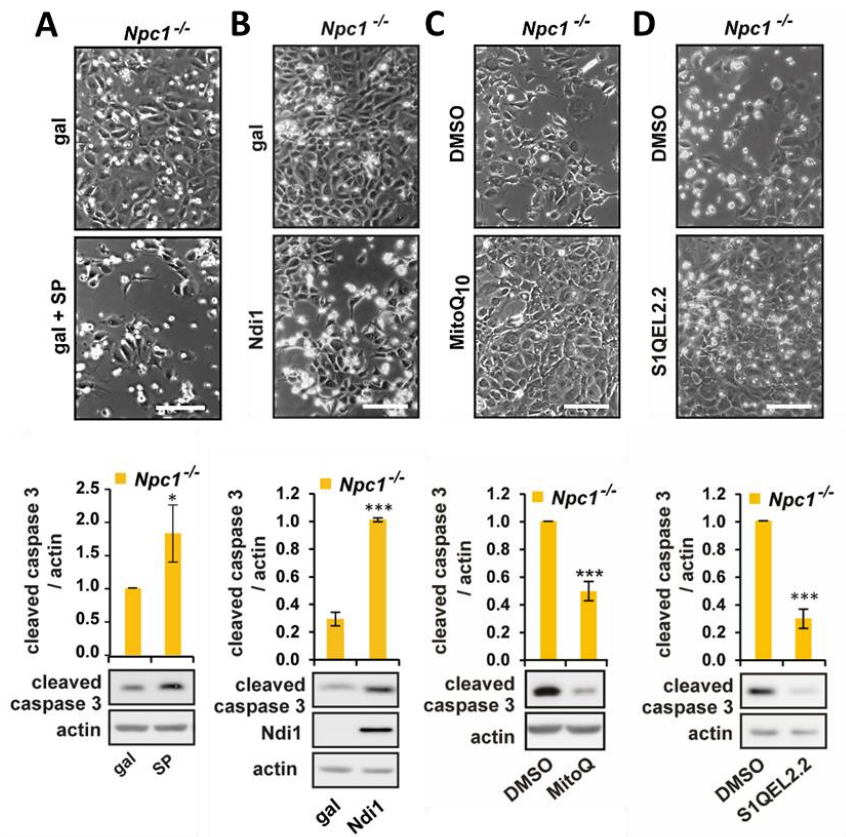 A
Npc1 -/-
gal
gal + SP
B
Npc1 -/-
gal
Ndi1
C
Npc1 -/-
DMSO
MitoQ10
D
Npc1 -/-
DMSO
S1QEL2.2
Npc1 -/-
cleaved caspase 3
/ actin
2.5
2.0
1.5
1.0
0.5
0.0
*
cleaved
caspase 3
actin
gal
SP
Npc1 -/-
cleaved caspase 3
/ actin
1.2
1.0
0.8
0.6
0.4
0.2
0.0
***
cleaved
caspase 3
Ndi1
actin
gal
Ndi1
Npc1 -/-
cleaved caspase 3
/ actin
1.2
1.0
0.8
0.6
0.4
0.2
0.0
***
cleaved
caspase 3
actin
DMSO
MitoQ
Npc1 -/-
cleaved caspase 3
/ actin
1.2
1.0
0.8
0.6
0.4
0.2
0.0
***
cleaved
caspase 3
actin
DMSO
S1QEL2.2